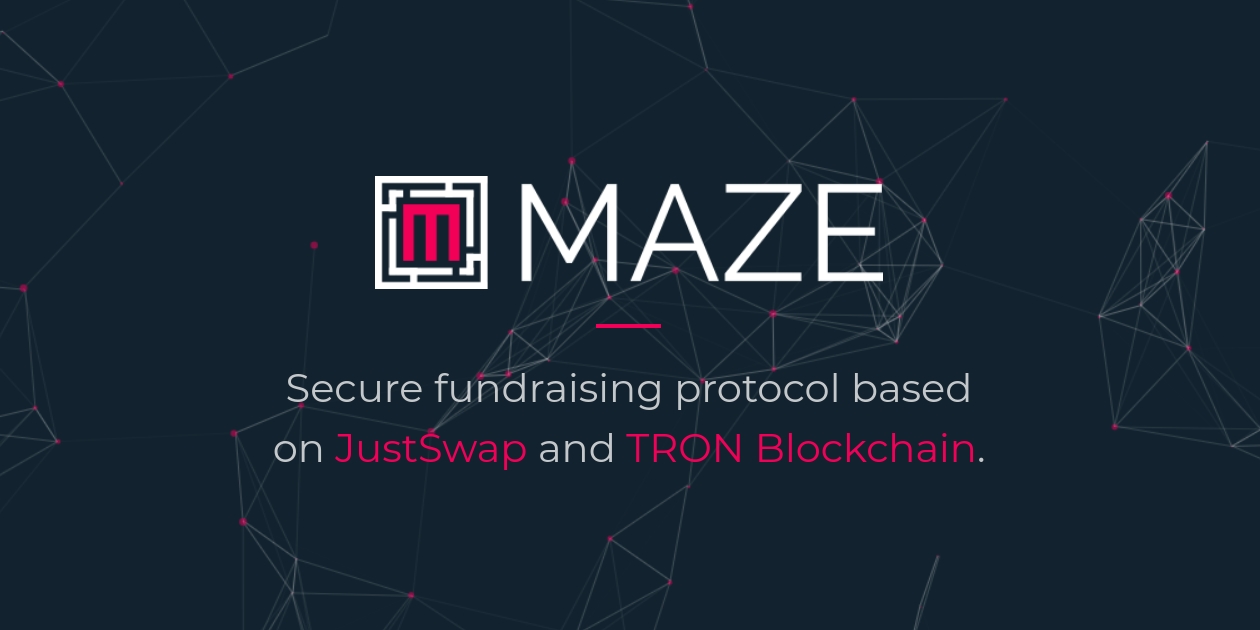 m MAZE
Secure fundraising protocol based
on JustSwap and TRON Blockchain.